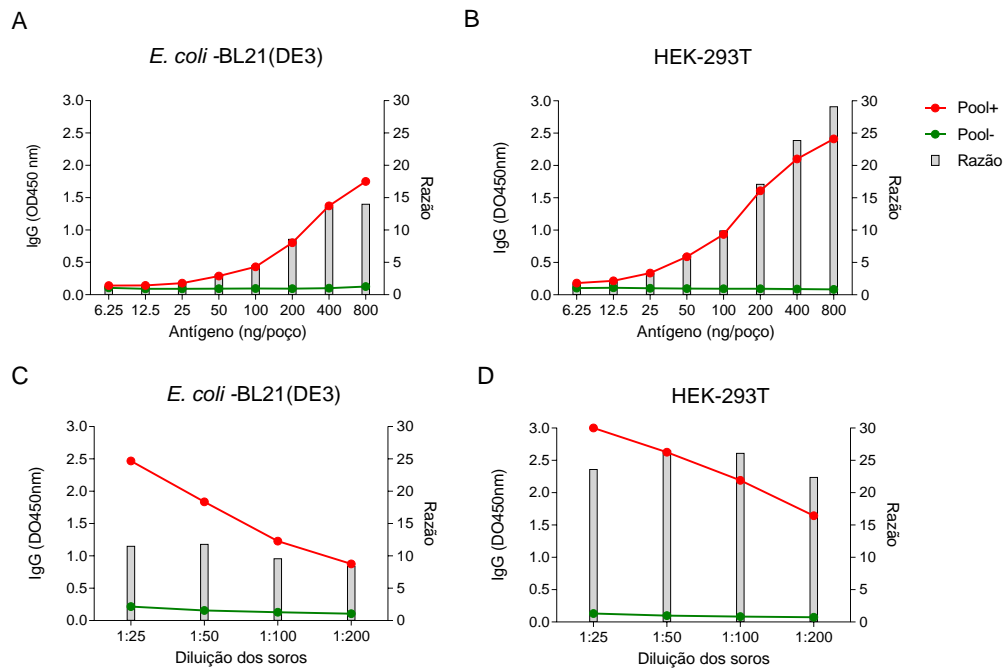 A
E. coli -BL21(DE3)
IgG (OD450 nm)
3.0
2.5
2.0
1.5
1.0
0.5
0.0
30
25
20
15
10
5
0
Razão
6.25 12.5 25 50 100 200 400 800
Antígeno (ng/poço)
B
HEK-293T
IgG (DO450nm)
3.0
2.5
2.0
1.5
1.0
0.5
0.0
30
25
20
15
10
5
0
Razão
6.25 12.5 25 50 100 200 400 800
Antígeno (ng/poço)
Pool+
Pool-
Razão
C
E. coli -BL21(DE3)
IgG (DO450nm)
3.0
2.5
2.0
1.5
1.0
0.5
0.0
30
25
20
15
10
5
0
Razão
1:25 1:50 1:100 1:200
Diluição dos soros
D
HEK-293T
IgG (DO450nm)
3.0
2.5
2.0
1.5
1.0
0.5
0.0
30
25
20
15
10
5
0
Razão
1:25 1:50 1:100 1:200
Diluição dos soros